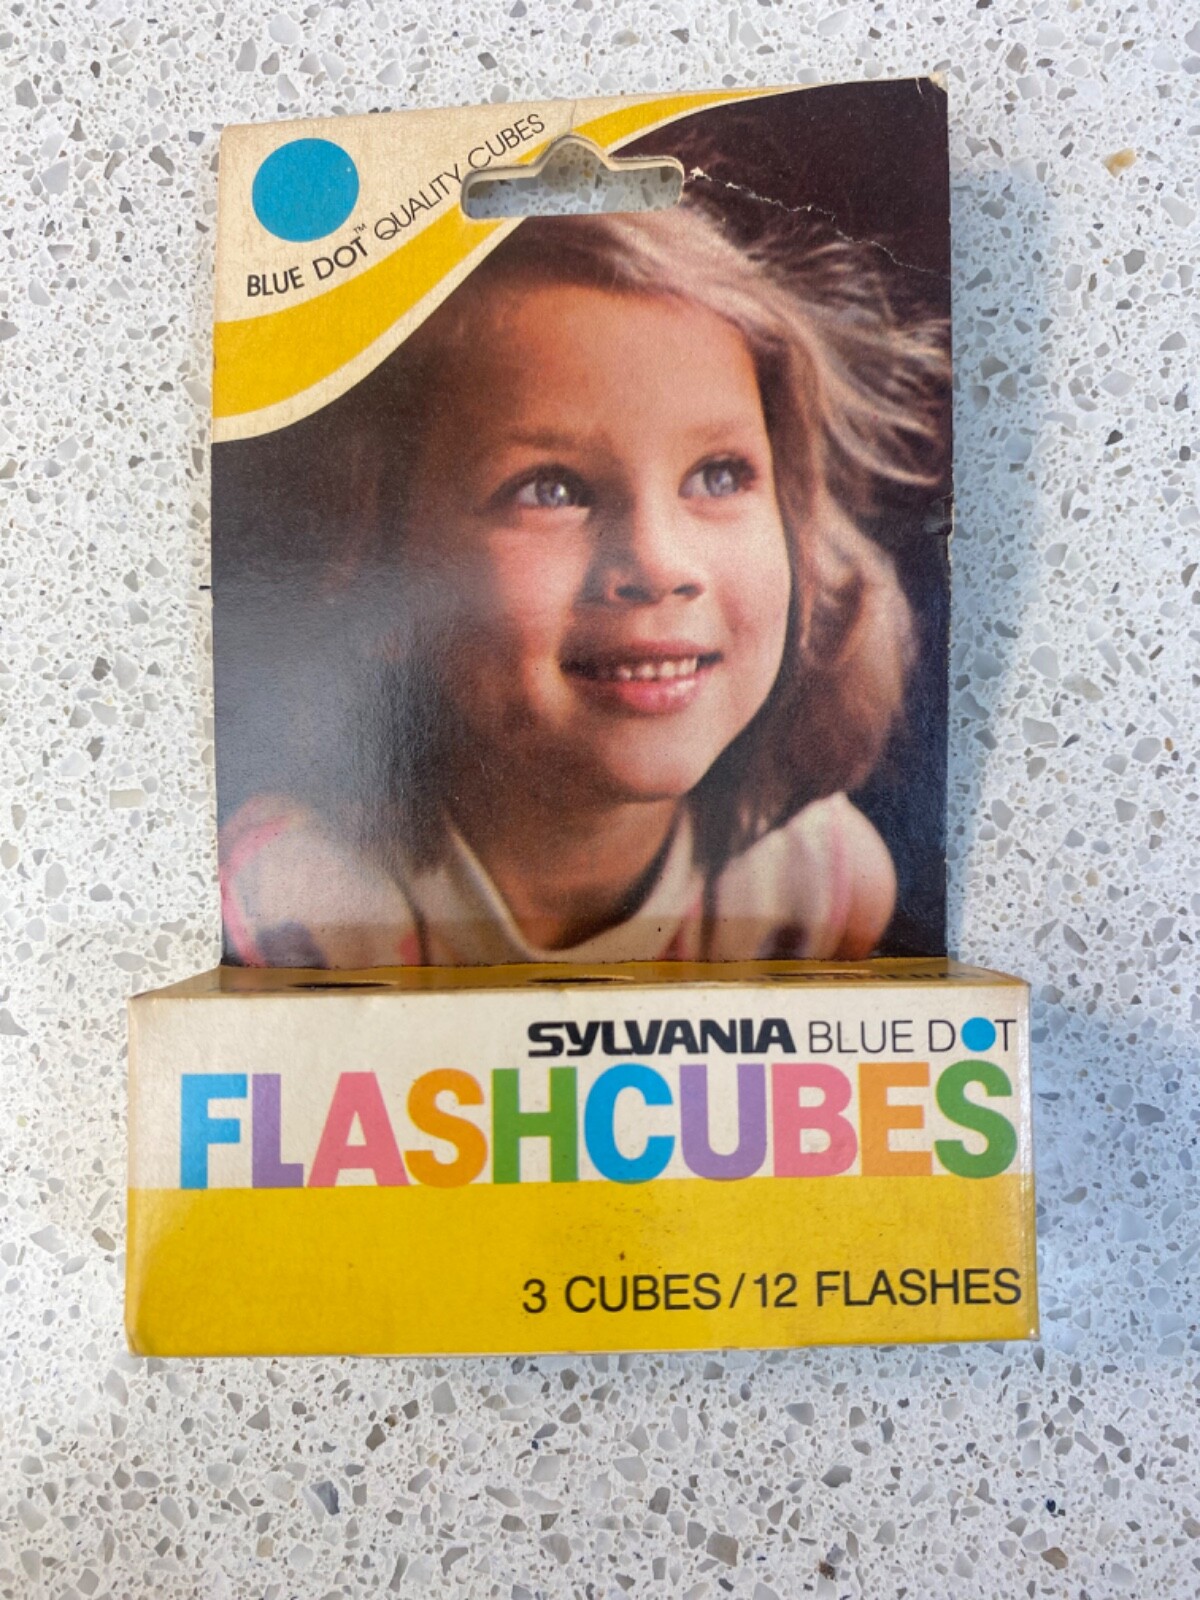 BLUE DOT™ QUALITY CUBES
SYLVANIA BLUE DOT
FLASHCUBES
3 CUBES/12 FLASHES